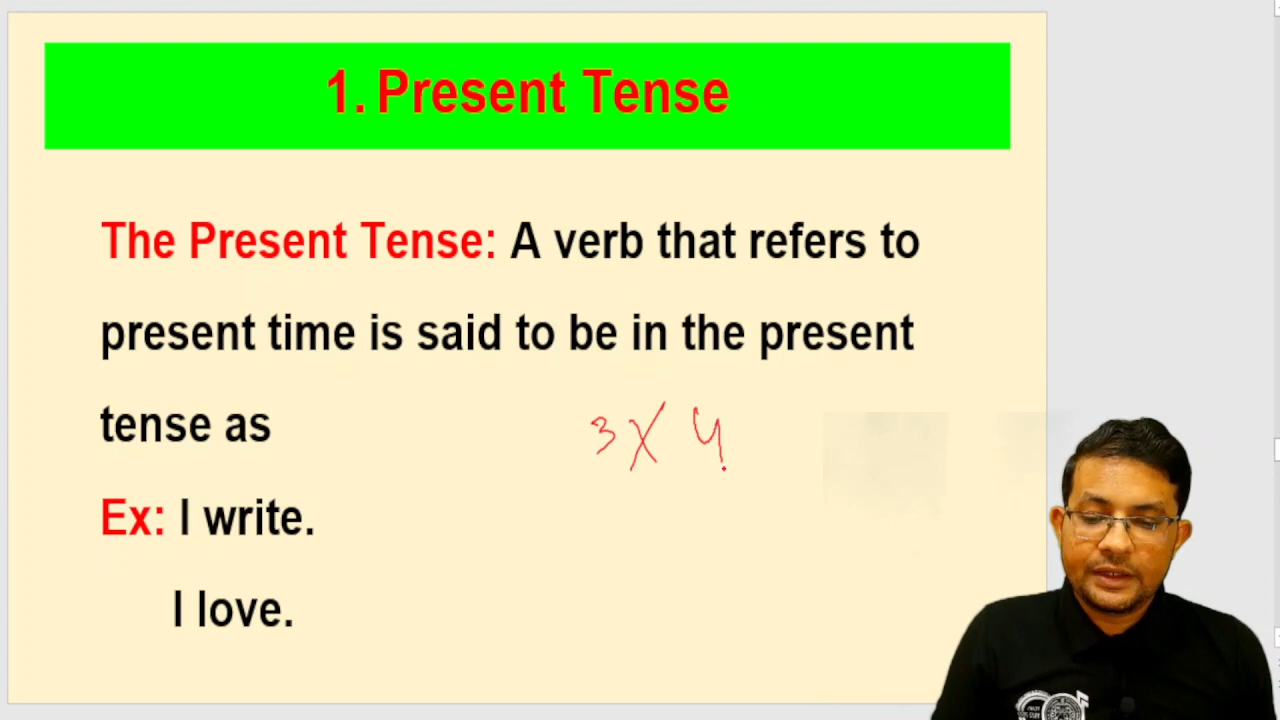 1. Present Tense
The Present Tense: A verb that refers to
present time is said to be in the present
tense as
3 X 4
Ex: I write.
I love.